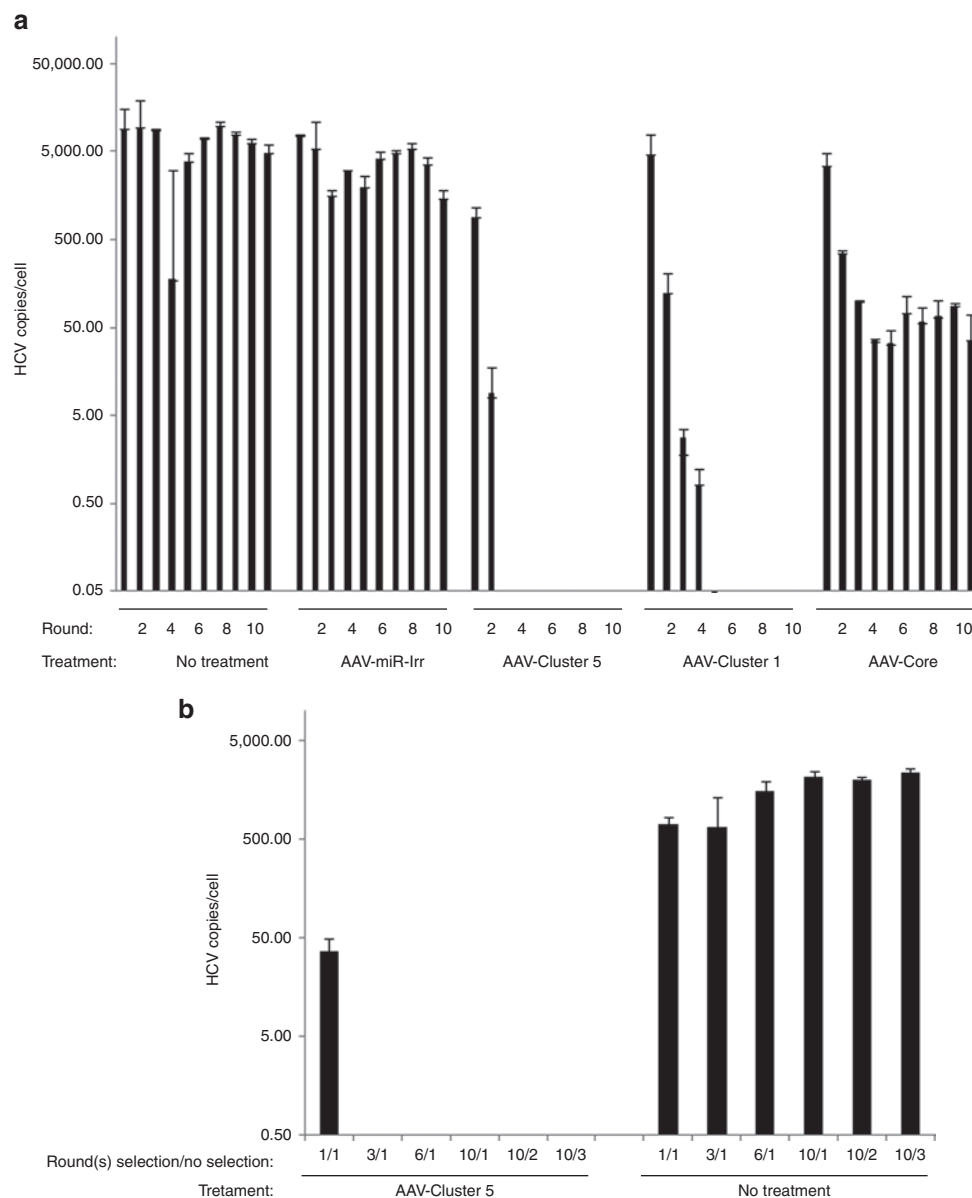 a
50,000.00
5,000.00
500.00
50.00
5.00
0.50
0.05
HCV copies/cell
Round: 2 4 6 8 10 2 4 6 8 10 2 4 6 8 10 2 4 6 8 10 2 4 6 8 10
Treatment: No treatment AAV-miR-Irr AAV-Cluster 5 AAV-Cluster 1 AAV-Core
b
5,000.00
500.00
50.00
5.00
0.50
HCV copies/cell
Round(s) selection/no selection: 1/1 3/1 6/1 10/1 10/2 10/3 1/1 3/1 6/1 10/1 10/2 10/3
Tretament: AAV-Cluster 5 No treatment